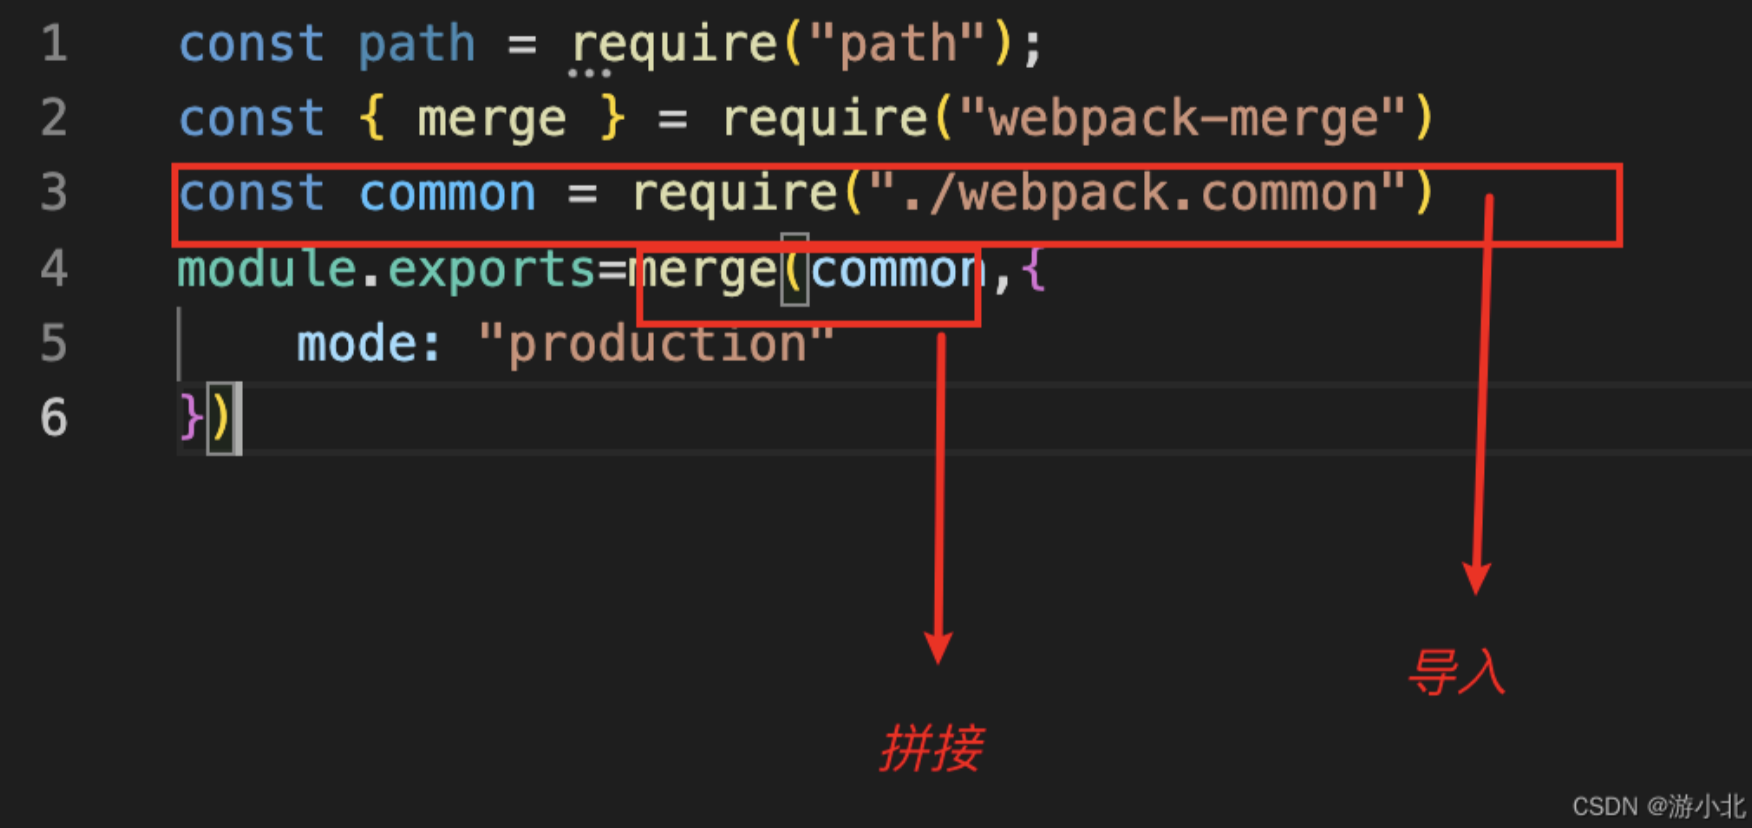 1 const path = require("path");
2 const { merge } = require("webpack-merge")
3 const common = require("./webpack.common")
4 module.exports=merge(common,{
5 mode: "production"
6 })
导入
拼接
CSDN @游小北